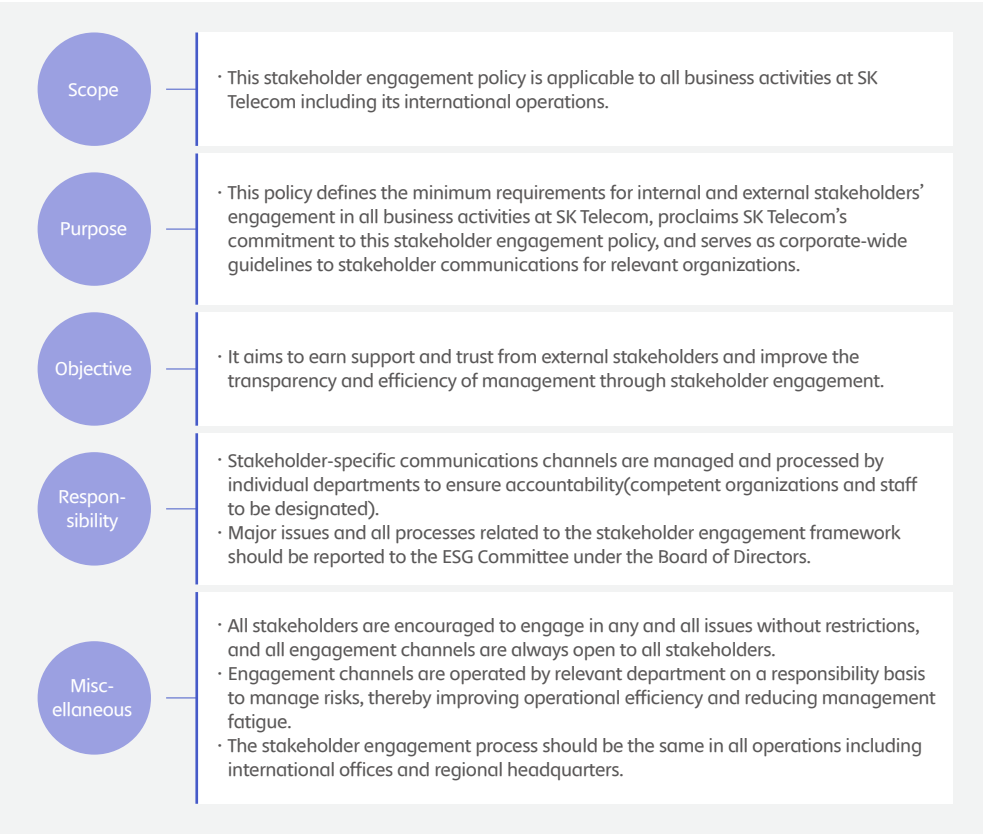 Scope
· This stakeholder engagement policy is applicable to all business activities at SK
Telecom including its international operations.
Purpose
· This policy defines the minimum requirements for internal and external stakeholders’
engagement in all business activities at SK Telecom, proclaims SK Telecom’s
commitment to this stakeholder engagement policy, and serves as corporate-wide
guidelines to stakeholder communications for relevant organizations.
Objective
· It aims to earn support and trust from external stakeholders and improve the
transparency and efficiency of management through stakeholder engagement.
Respon-
sibility
· Stakeholder-specific communications channels are managed and processed by
individual departments to ensure accountability(competent organizations and staff
to be designated).
· Major issues and all processes related to the stakeholder engagement framework
should be reported to the ESG Committee under the Board of Directors.
Misc-
ellaneous
· All stakeholders are encouraged to engage in any and all issues without restrictions,
and all engagement channels are always open to all stakeholders.
· Engagement channels are operated by relevant department on a responsibility basis
to manage risks, thereby improving operational efficiency and reducing management
fatigue.
· The stakeholder engagement process should be the same in all operations including
international offices and regional headquarters.